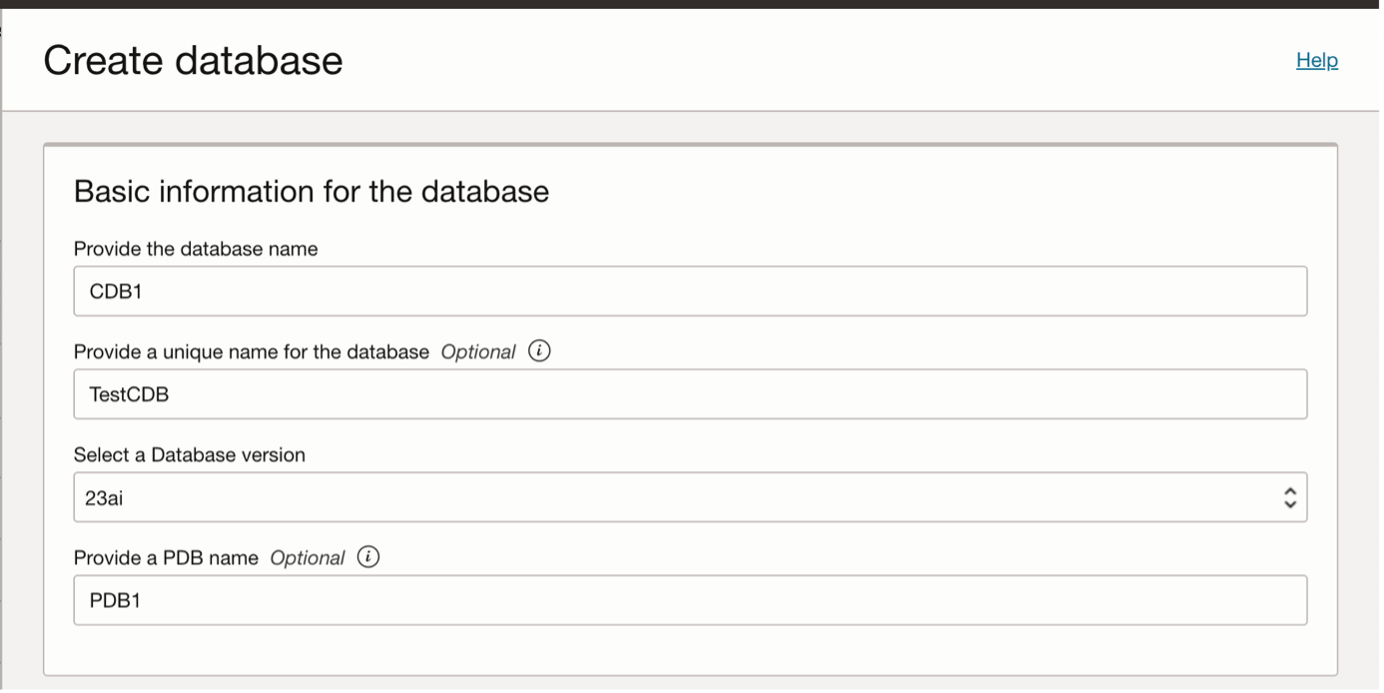 Create database
Help
Basic information for the database
Provide the database name
CDB1
Provide a unique name for the database Optional
TestCDB
Select a Database version
23ai
Provide a PDB name Optional
PDB1